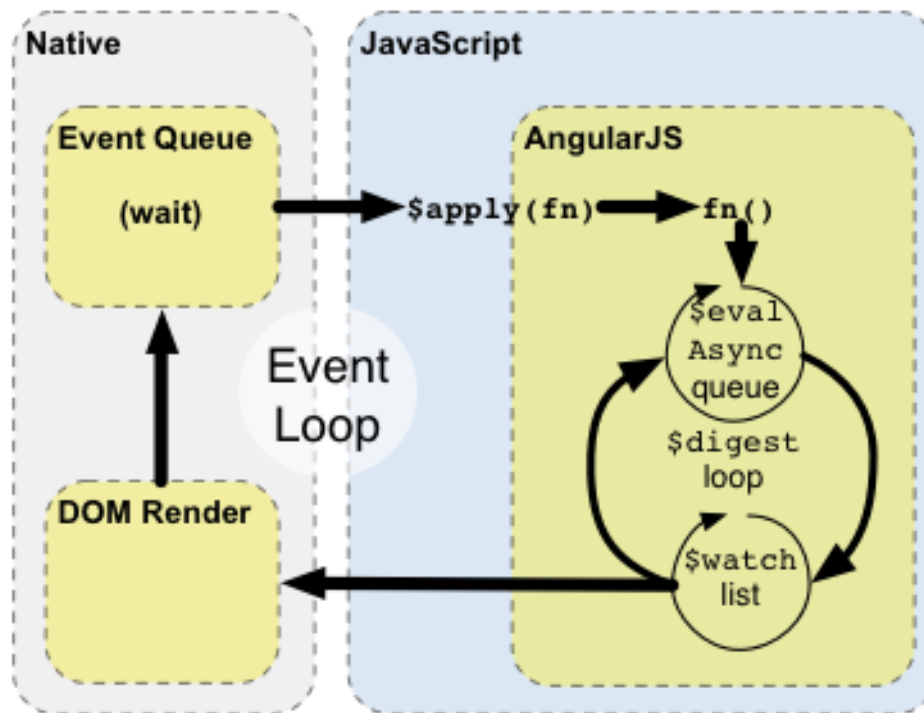 Native
JavaScript
Event Queue
(wait)
AngularJS
$apply(fn)
fn()
$eval
Async
queue
Event
Loop
$digest
loop
DOM Render
$watch
list